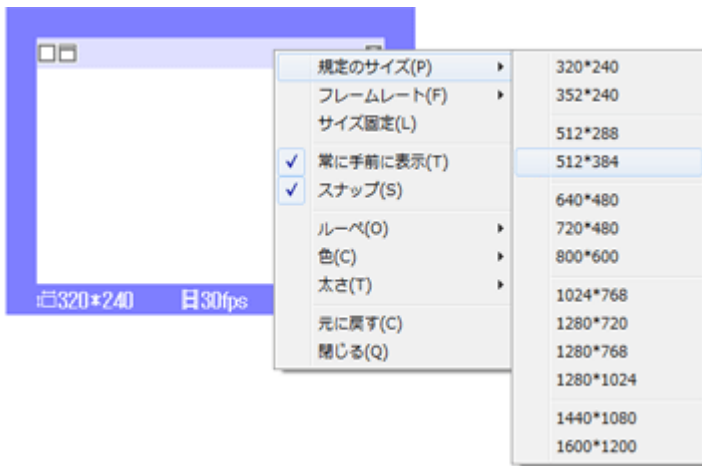 規定のサイズ(P)
フレームレート(F)
サイズ固定(L)
常に手前に表示(T)
スナップ(S)
ルーペ(O)
色(C)
太さ(T)
元に戻す(C)
閉じる(Q)
320*240
352*240
512*288
512*384
640*480
720*480
800*600
1024*768
1280*720
1280*768
1280*1024
1440*1080
1600*1200
320*240 30fps